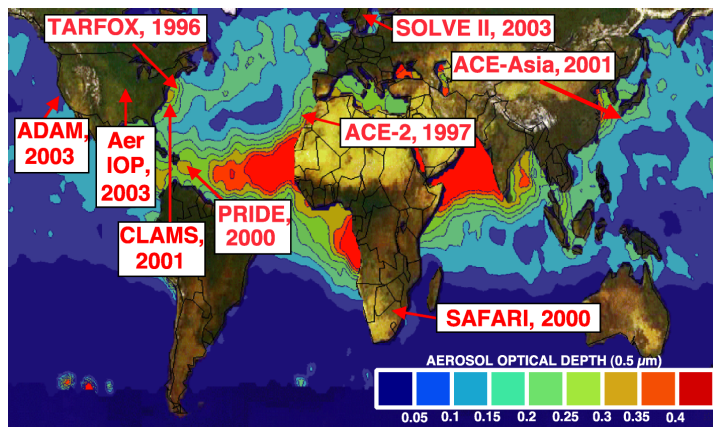 TARFOX, 1996
SOLVE II, 2003
ACE-Asia, 2001
ADAM,
2003
Aer
IOP,
2003
ACE-2, 1997
PRIDE,
2000
CLAMS,
2001
SAFARI, 2000
AEROSOL OPTICAL DEPTH (0.5 µm)
0.05 0.1 0.15 0.2 0.25 0.3 0.35 0.4